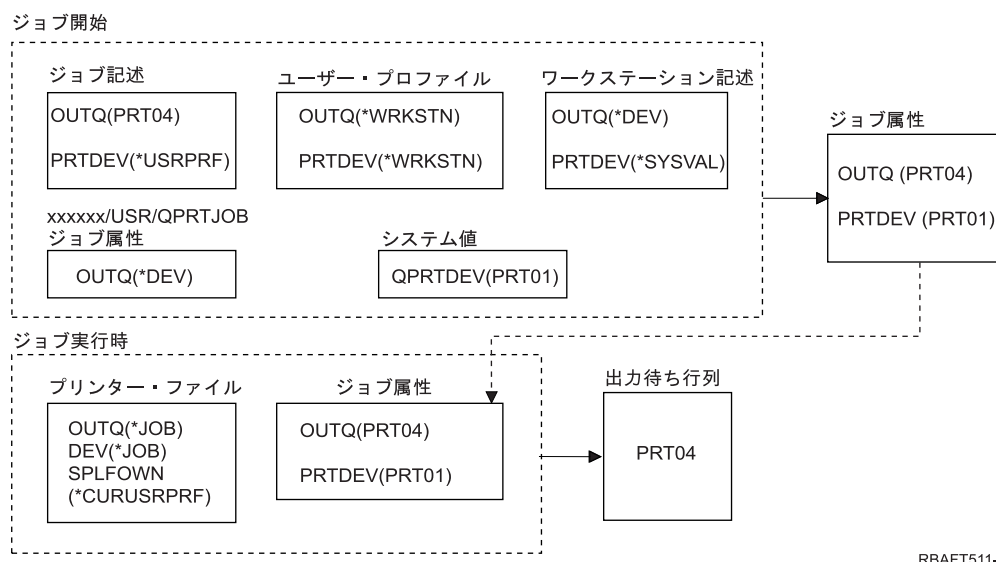 ジョブ開始
ジョブ記述
OUTQ(PRT04)
PRTDEV(*USRPRF)
ユーザー・プロファイル
OUTQ(*WRKSTN)
PRTDEV(*WRKSTN)
ワークステーション記述
OUTQ(*DEV)
PRTDEV(*SYSVAL)
ジョブ属性
OUTQ (PRT04)
PRTDEV (PRT01)
xxxxxx/USR/QPRTJOB
ジョブ属性
OUTQ(*DEV)
システム値
QPRTDEV(PRT01)
ジョブ実行時
プリンター・ファイル
OUTQ(*JOB)
DEV(*JOB)
SPLFOWN
(*CURUSRPRF)
ジョブ属性
OUTQ(PRT04)
PRTDEV(PRT01)
出力待ち行列
PRT04
RBAFT511-